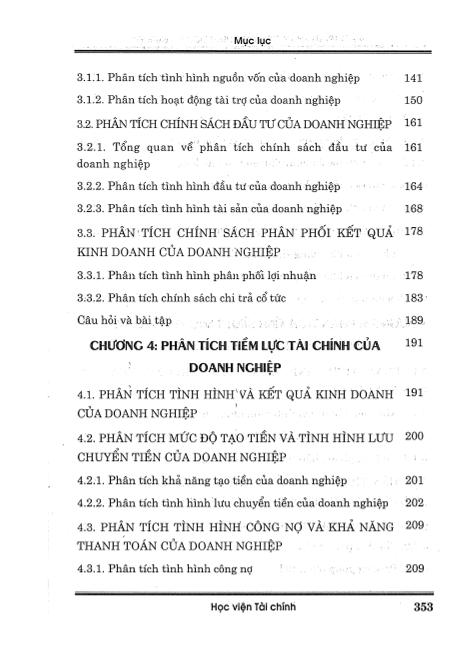 Mục lục
3.1.1. Phân tích tình hình nguồn vốn của doanh nghiệp 141
3.1.2. Phân tích hoạt động tài trợ của doanh nghiệp 150
3.2. PHÂN TÍCH CHÍNH SÁCH ĐẦU TƯ CỦA DOANH NGHIỆP 161
3.2.1. Tổng quan về phân tích chính sách đầu tư của 161
doanh nghiệp
3.2.2. Phân tích tình hình đầu tư của doanh nghiệp 164
3.2.3. Phân tích tình hình tài sản của doanh nghiệp 168
3.3. PHÂN TÍCH CHÍNH SÁCH PHÂN PHỐI KẾT QUẢ 178
KINH DOANH CỦA DOANH NGHIỆP
3.3.1. Phân tích tình hình phân phối lợi nhuận 178
3.3.2. Phân tích chính sách chi trả cổ tức 183
Câu hỏi và bài tập 189
CHƯƠNG 4: PHÂN TÍCH TIỀM LỰC TÀI CHÍNH CỦA 191
DOANH NGHIỆP
4.1. PHÂN TÍCH TÌNH HÌNH VÀ KẾT QUẢ KINH DOANH 191
CỦA DOANH NGHIỆP
4.2. PHÂN TÍCH MỨC ĐỘ TẠO TIỀN VÀ TÌNH HÌNH LƯU 200
CHUYỂN TIỀN CỦA DOANH NGHIỆP
4.2.1. Phân tích khả năng tạo tiền của doanh nghiệp 201
4.2.2. Phân tích tình hình lưu chuyển tiền của doanh nghiệp 202
4.3. PHÂN TÍCH TÌNH HÌNH CÔNG NỢ VÀ KHẢ NĂNG 209
THANH TOÁN CỦA DOANH NGHIỆP
4.3.1. Phân tích tình hình công nợ 209
Học viện Tài chính 353